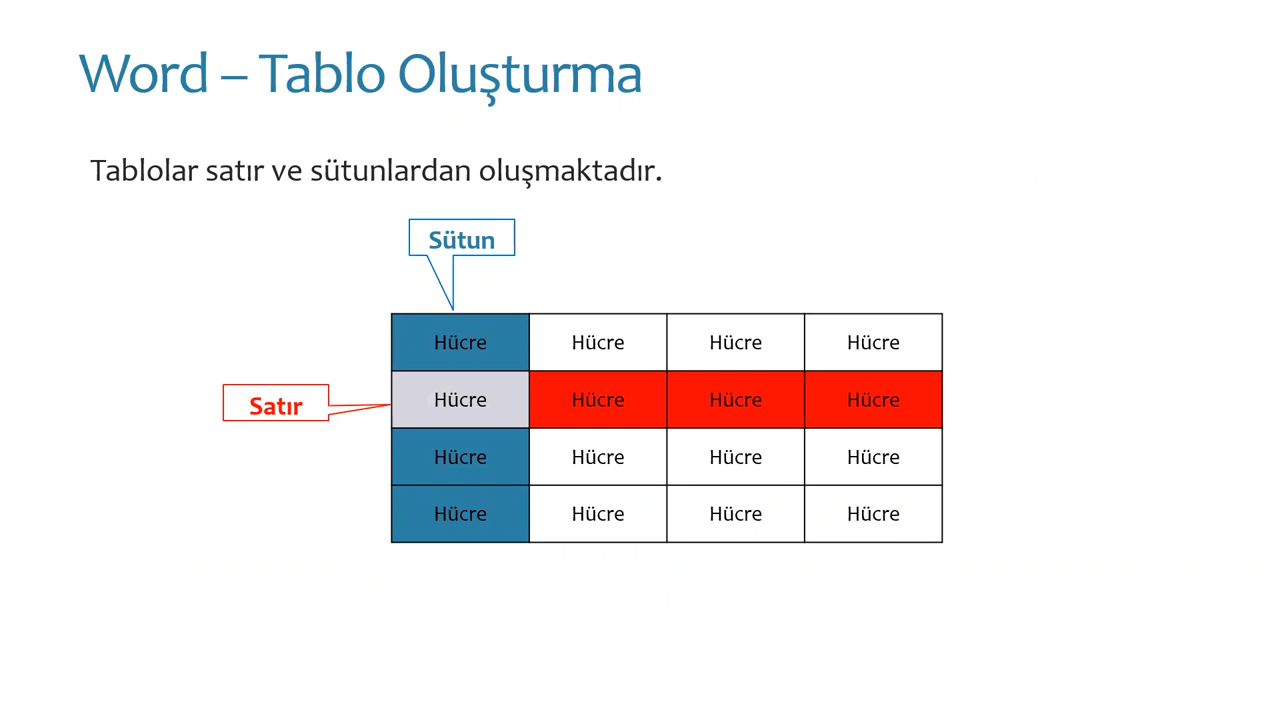 Word – Tablo Oluşturma
Tablolar satır ve sütunlardan oluşmaktadır.
Sütun
Hücre Hücre Hücre Hücre
Satır
Hücre Hücre Hücre Hücre
Hücre Hücre Hücre Hücre
Hücre Hücre Hücre Hücre